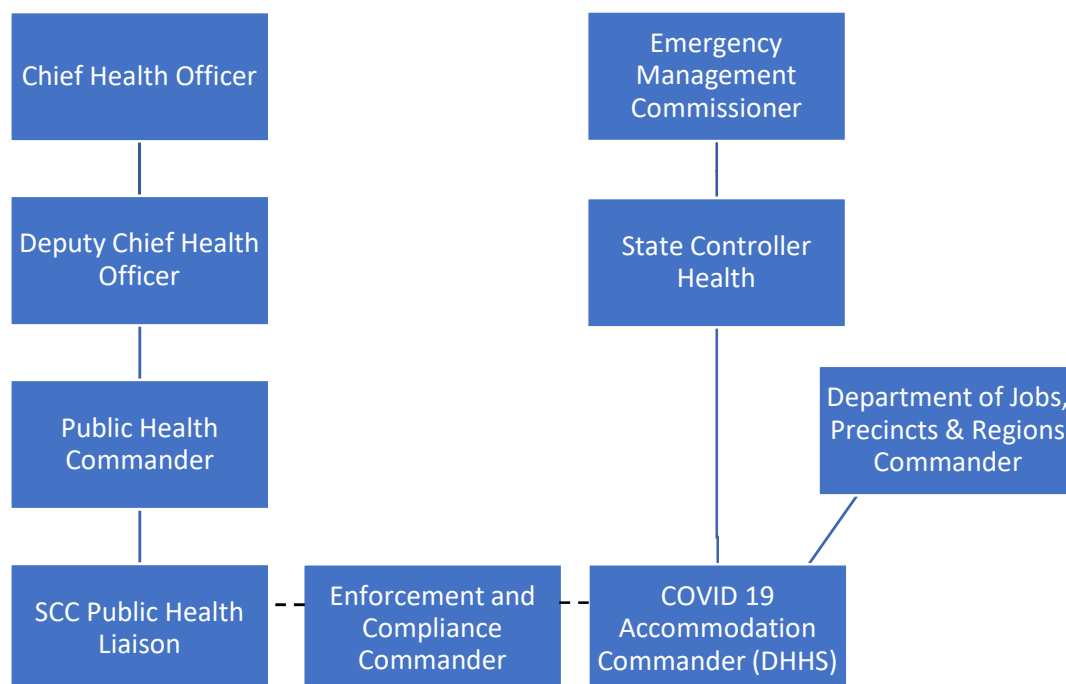 Chief Health Officer
Emergency
Management
Commissioner
Deputy Chief Health
Officer
State Controller
Health
Public Health
Commander
Department of Jobs,
Precincts & Regions
Commander
SCC Public Health
Liaison
Enforcement and
Compliance
Commander
COVID 19
Accommodation
Commander (DHHS)